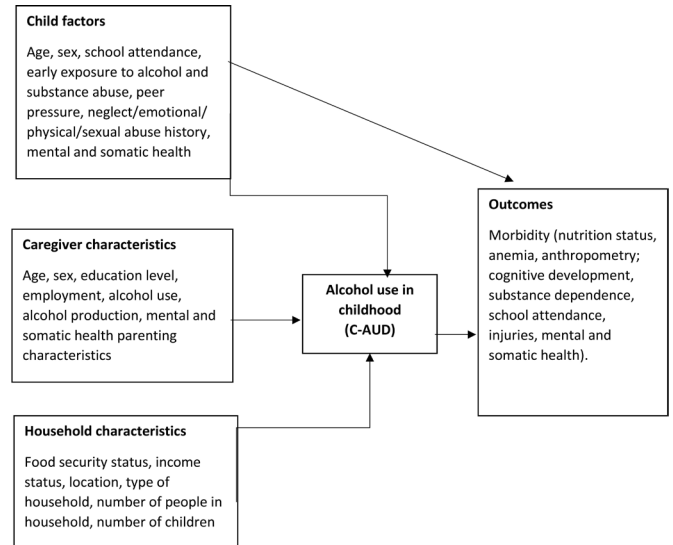 Child factors
Age, sex, school attendance,
early exposure to alcohol and
substance abuse, peer
pressure, neglect/emotional/
physical/sexual abuse history,
mental and somatic health
Caregiver characteristics
Age, sex, education level,
employment, alcohol use,
alcohol production, mental and
somatic health parenting
characteristics
Household characteristics
Food security status, income
status, location, type of
household, number of people in
household, number of children
Alcohol use in
childhood
(C-AUD)
Outcomes
Morbidity (nutrition status,
anemia, anthropometry;
cognitive development,
substance dependence,
school attendance,
injuries, mental and
somatic health).